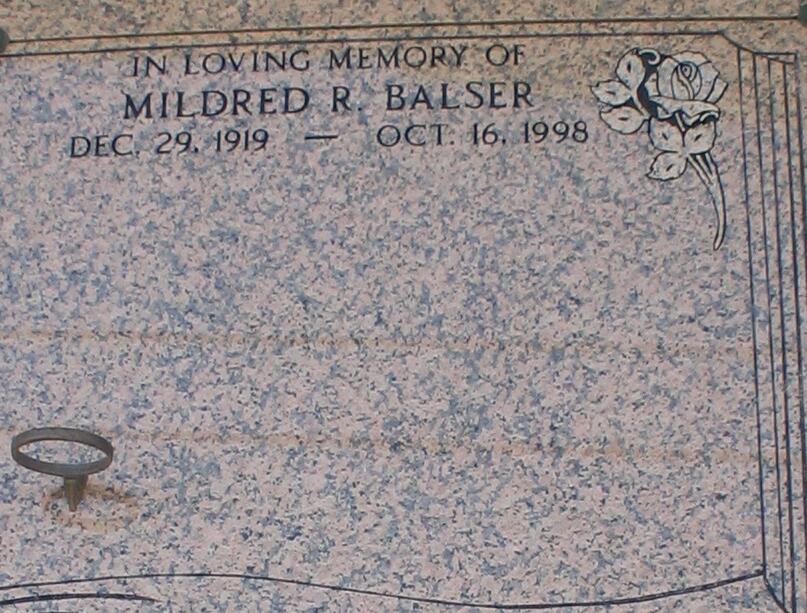 IN LOVING MEMORY OF
MILDRED R. BALSER
DEC. 29, 1919 — OCT. 16, 1998